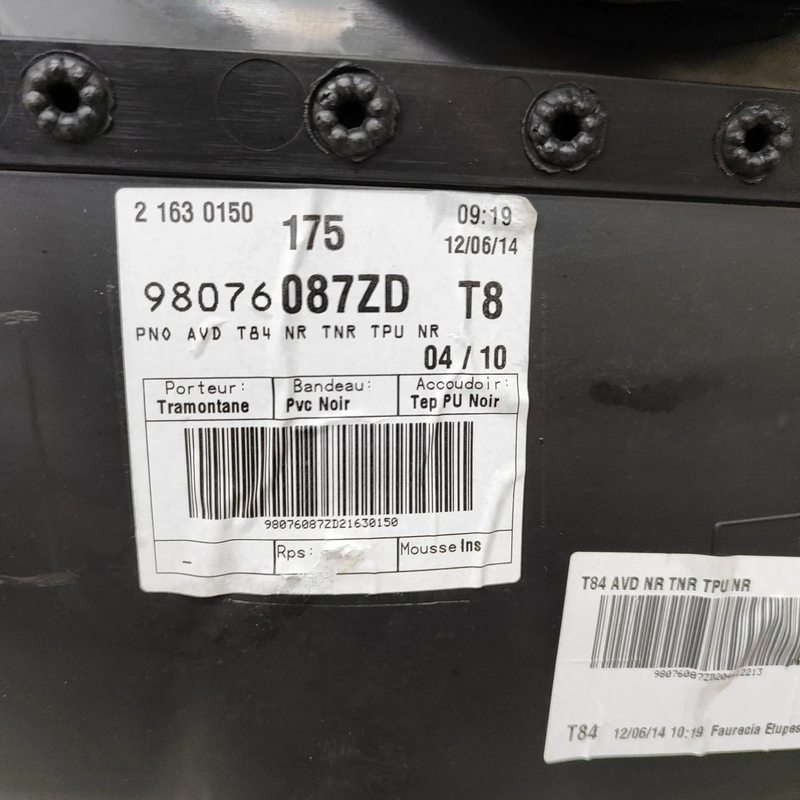 2 163 0150
175
09:19
12/06/14
98076087ZD T8
PNO AVD T84 NR TNR TPU NR
04 / 10
Porteur: Bandeau: Accoudoir:
Tramontane Pvc Noir Tep PU Noir
98076087ZD21630150
_ Rps: Mousse Ins
T84 AVD NR TNR TPU NR
T84 12/06/14 10:19 Faurecia Etupes